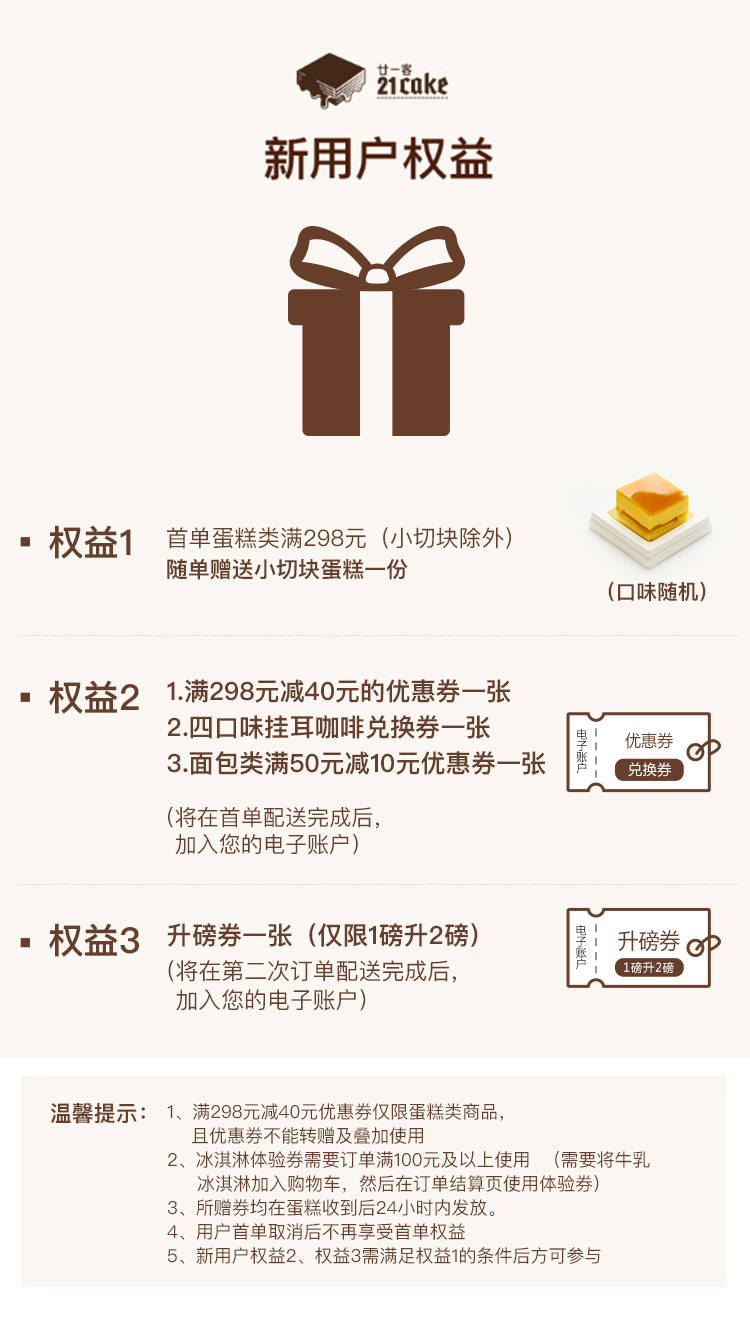 廿一客
21cake
新用户权益
权益1
首单蛋糕类满298元（小切块除外）
随单赠送小切块蛋糕一份
（口味随机）
权益2
1.满298元减40元的优惠券一张
2.四口味挂耳咖啡兑换券一张
3.面包类满50元减10元优惠券一张
（将在首单配送完成后，
加入您的电子账户）
电子账户
优惠券
兑换券
权益3
升磅券一张（仅限1磅升2磅）
（将在第二次订单配送完成后，
加入您的电子账户）
电子账户
升磅券
1磅升2磅
温馨提示：
1、满298元减40元优惠券仅限蛋糕类商品，
且优惠券不能转赠及叠加使用
2、冰淇淋体验券需要订单满100元及以上使用 （需要将牛乳
冰淇淋加入购物车，然后在订单结算页使用体验券）
3、所赠券均在蛋糕收到后24小时内发放。
4、用户首单取消后不再享受首单权益
5、新用户权益2、权益3需满足权益1的条件后方可参与